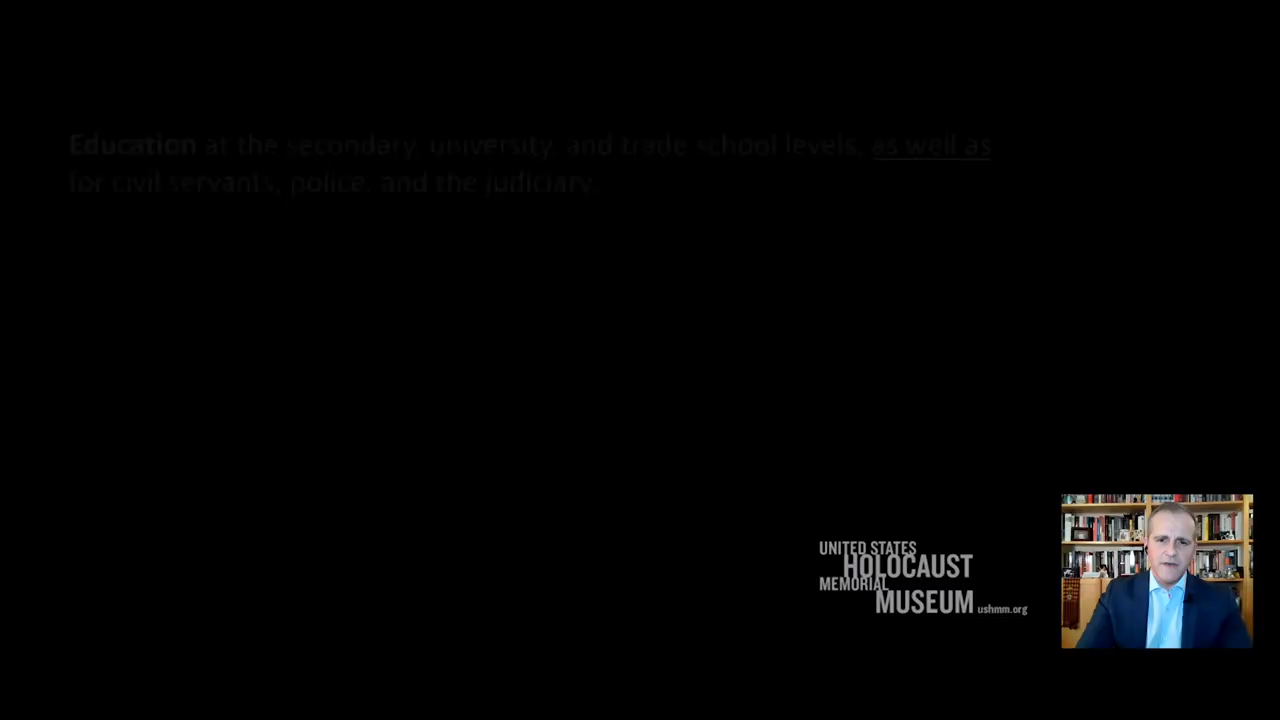 Education at the secondary, university, and trade school levels, as well as
for civil servants, police, and the judiciary.
UNITED STATES
HOLOCAUST
MEMORIAL
MUSEUM ushmm.org